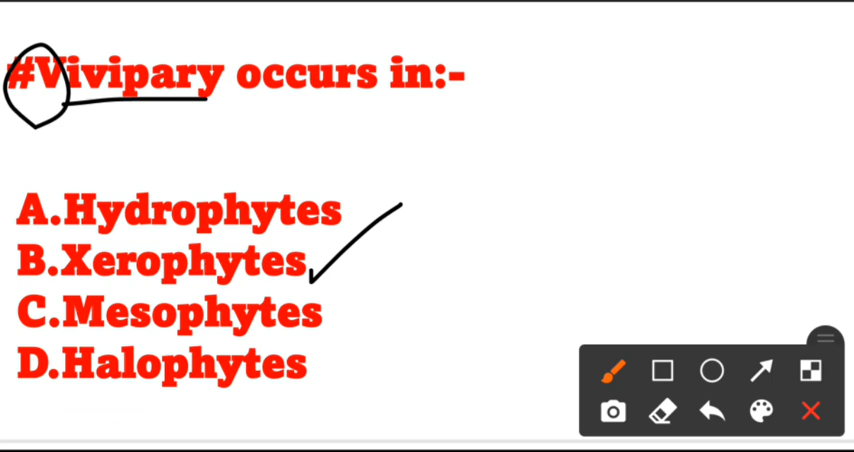 #Vivipary occurs in:-
A.Hydrophytes
B.Xerophytes
C.Mesophytes
D.Halophytes